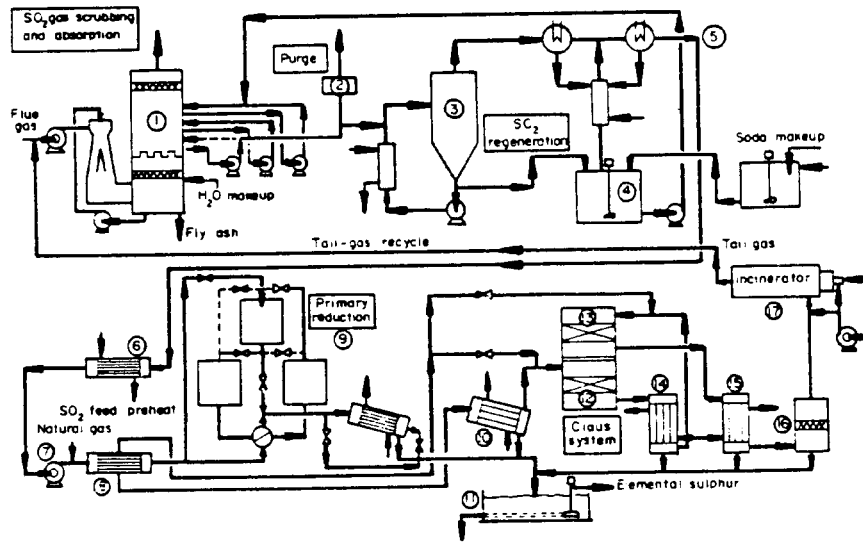 SO2 gas scrubbing
and absorption
Purge
2
5
1
3
Flue
gas
SC2
regeneration
Soda makeup
4
H2O makeup
Fly ash
Tail-gas recycle
Tail gas
incinerator
17
Primary
reduction
9
6
13
SO2 feed preheat
Natural gas
14
15
12
7
10
Claus
system
16
8
Elemental sulphur
11